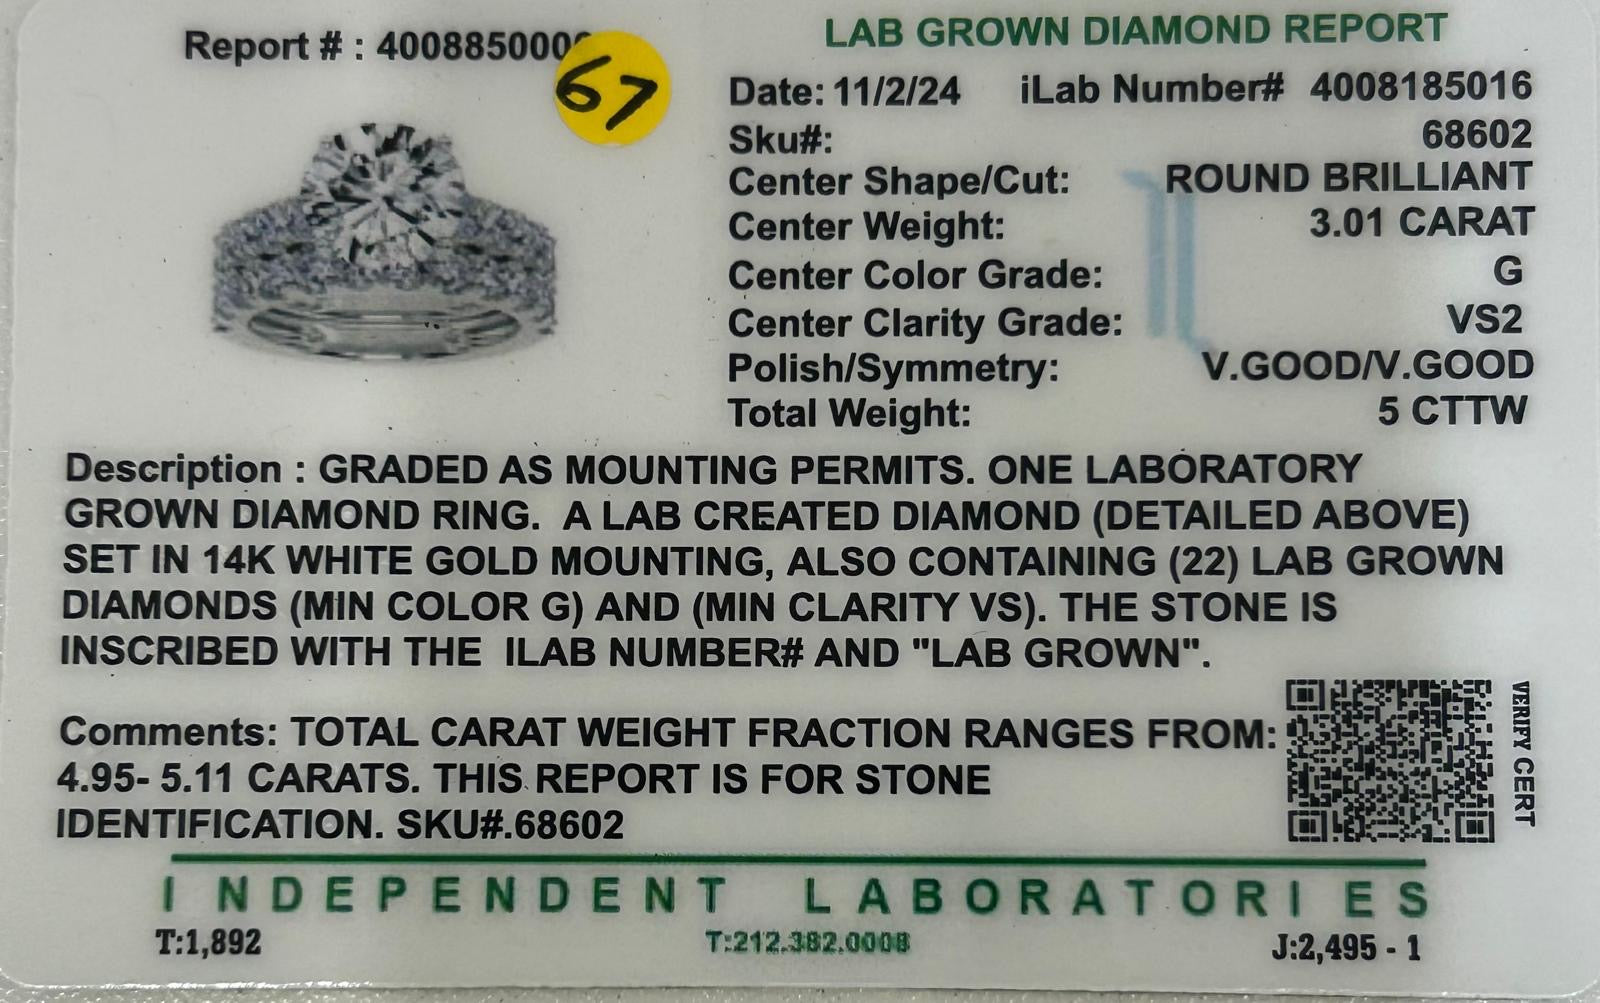 LAB GROWN DIAMOND REPORT
Report # :
67
Date: 11/2/24 iLab Number# 4008185016
Sku#: 68602
Center Shape/Cut: ROUND BRILLIANT
Center Weight: 3.01 CARAT
Center Color Grade: G
Center Clarity Grade: VS2
Polish/Symmetry: V.GOOD/V.GOOD
Total Weight: 5 CTTW
Description : GRADED AS MOUNTING PERMITS. ONE LABORATORY
GROWN DIAMOND RING. A LAB CREATED DIAMOND (DETAILED ABOVE)
SET IN 14K WHITE GOLD MOUNTING, ALSO CONTAINING (22) LAB GROWN
DIAMONDS (MIN COLOR G) AND (MIN CLARITY VS). THE STONE IS
INSCRIBED WITH THE ILAB NUMBER# AND "LAB GROWN".
Comments: TOTAL CARAT WEIGHT FRACTION RANGES FROM:
4.95- 5.11 CARATS. THIS REPORT IS FOR STONE
IDENTIFICATION. SKU#.68602
VERIFY CERT
INDEPENDENT LABORATORIES
T:1,892 T:212.382.0008 J:2,495 - 1